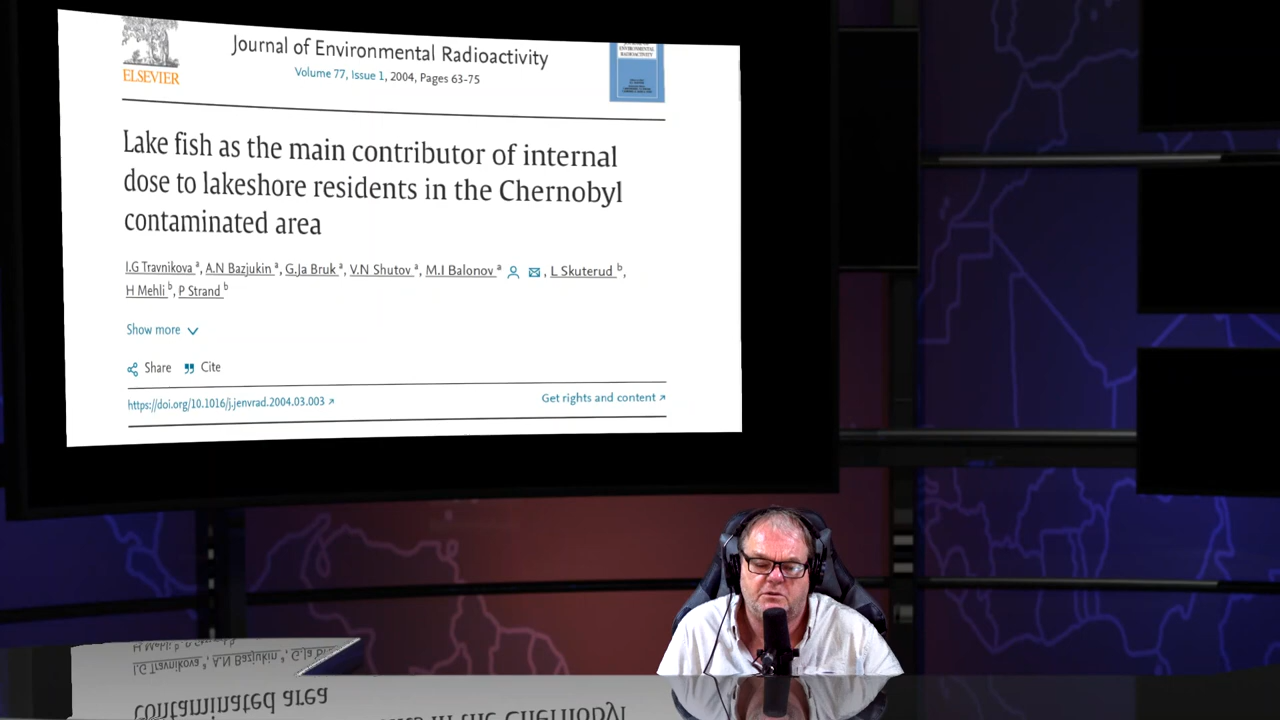 ELSEVIER
Journal of Environmental Radioactivity
Volume 77, Issue 1, 2004, Pages 63-75
ENVIRONMENTAL
RADIOACTIVITY
Lake fish as the main contributor of internal
dose to lakeshore residents in the Chernobyl
contaminated area
I.G Travnikova a, A.N Bazjukin a, G.Ja Bruk a, V.N Shutov a, M.I Balonov a, L Skuterud b,
H Mehli b, P Strand b
Show more
Share Cite
https://doi.org/10.1016/j.jenvrad.2004.03.003 ↗
Get rights and content ↗